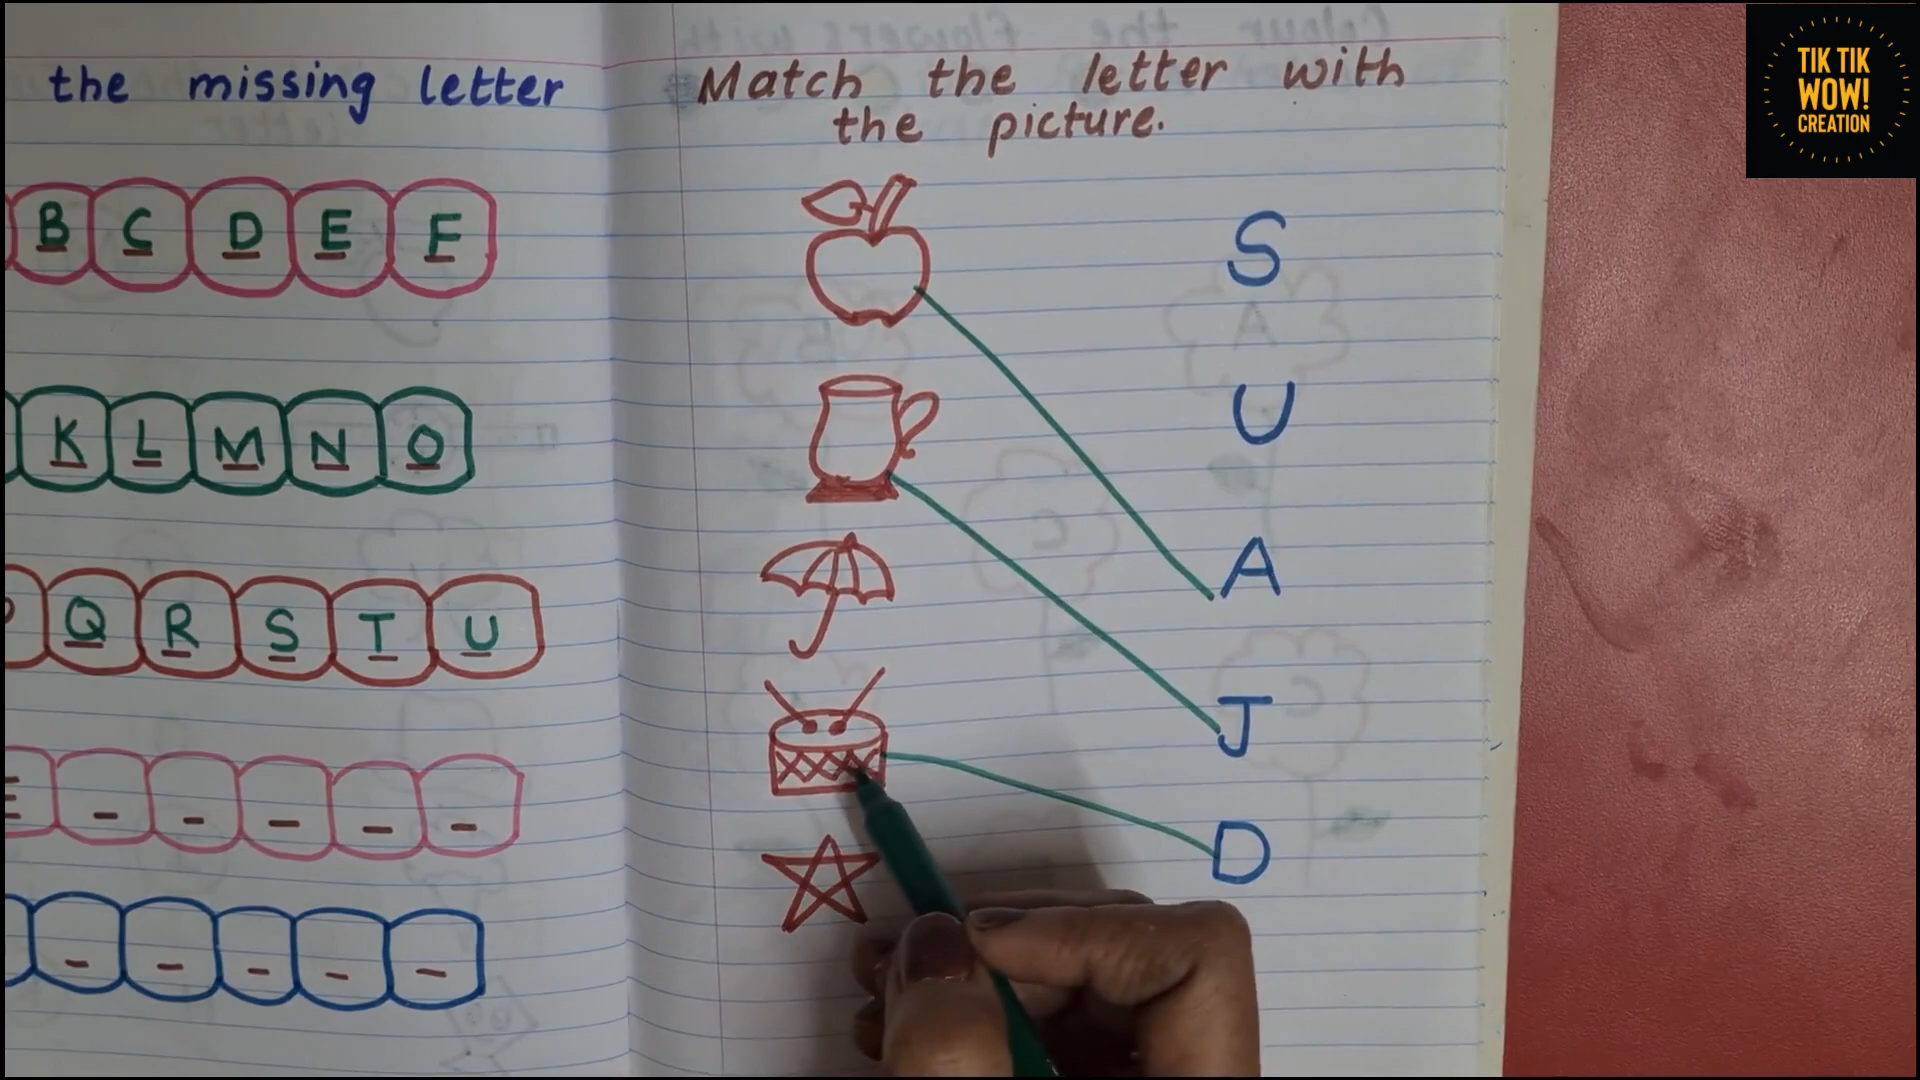 the missing letter
B C D E F
K L M N O
Q R S T U
E _ _ _ _ _
_ _ _ _ _
Match the letter with
the picture.
S
U
A
J
D
TIK TIK
WOW!
CREATION